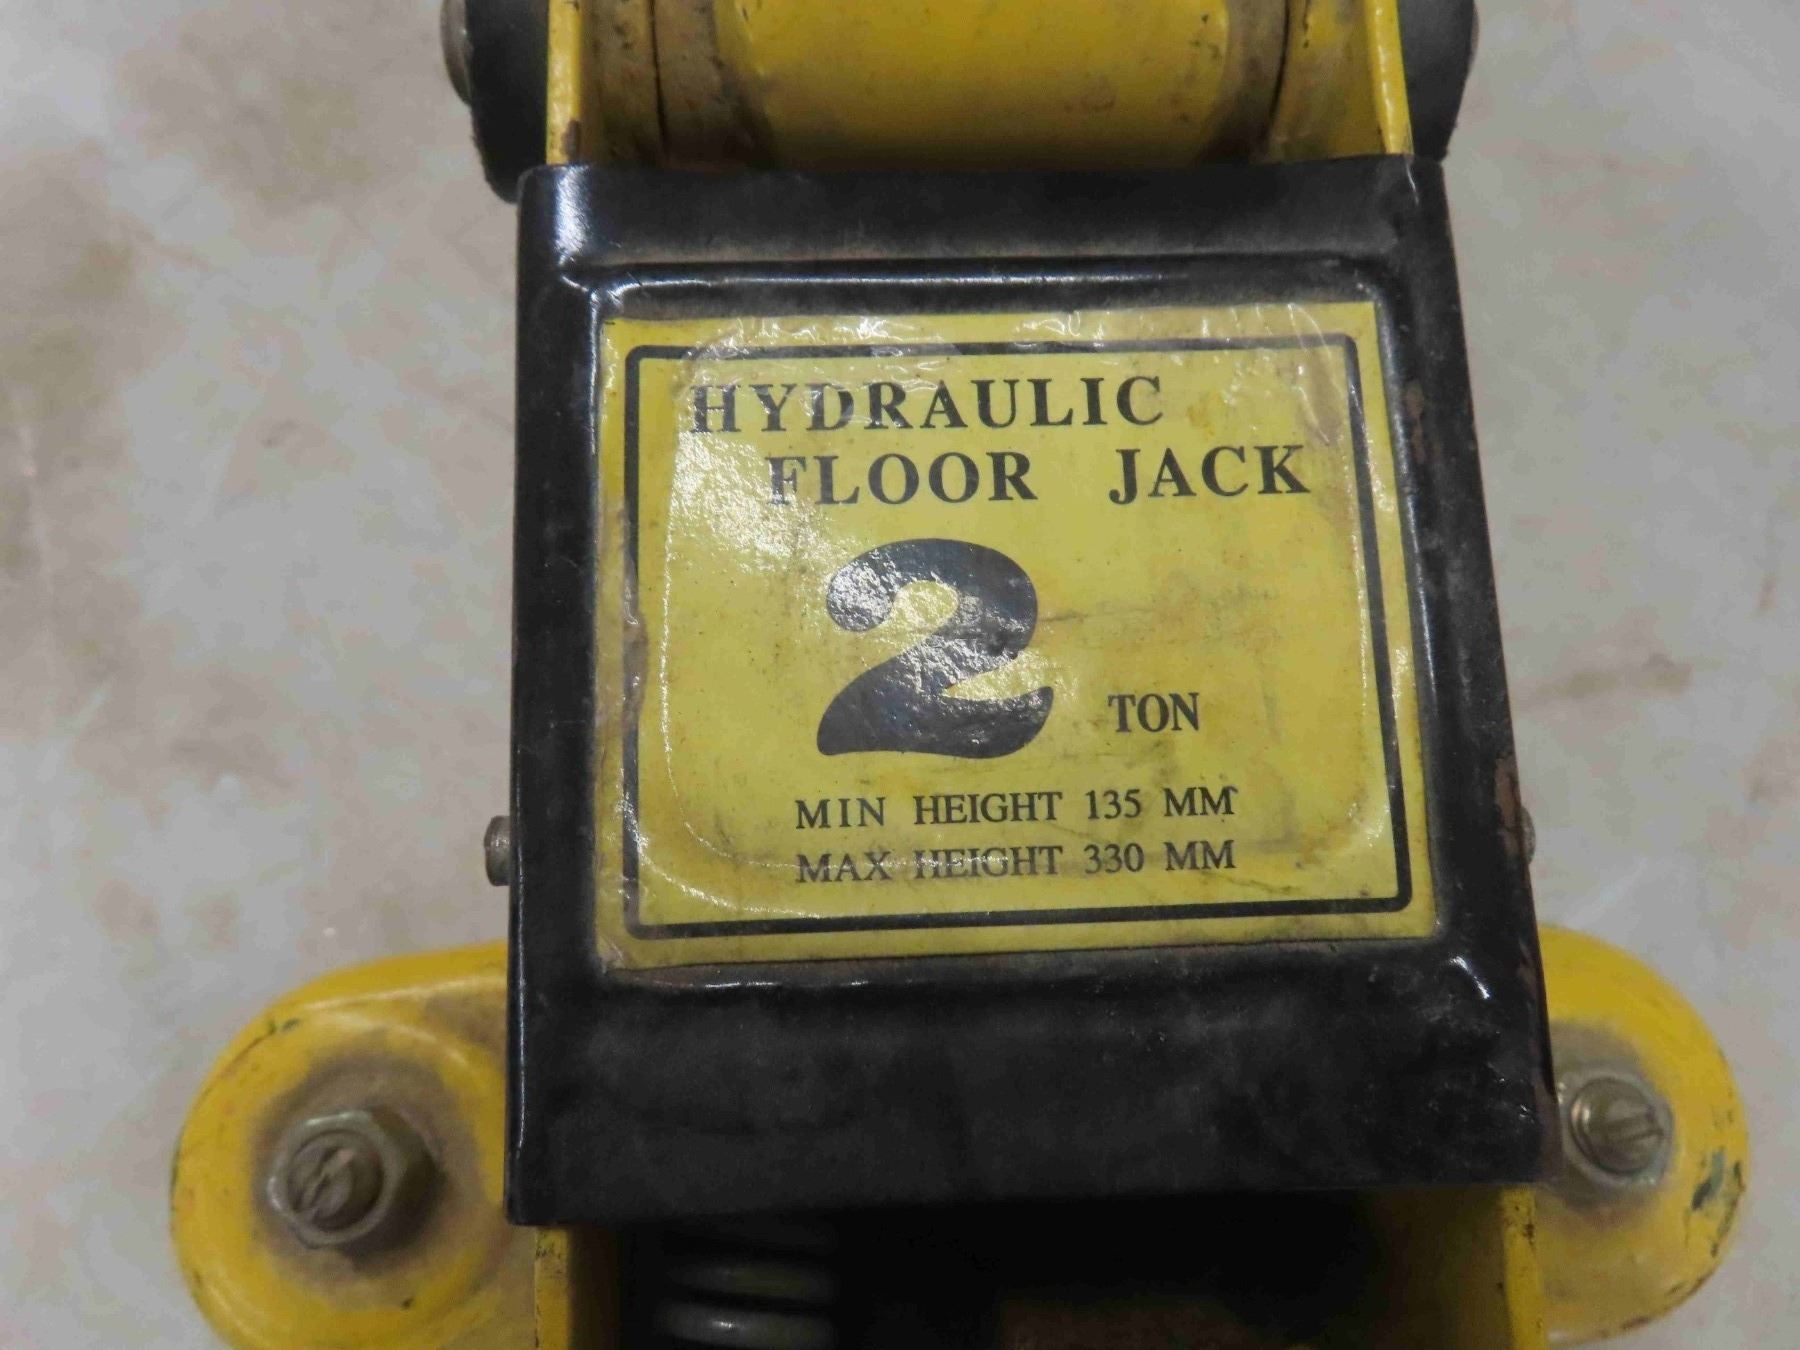 HYDRAULIC
FLOOR JACK
2 TON
MIN HEIGHT 135 MM
MAX HEIGHT 330 MM